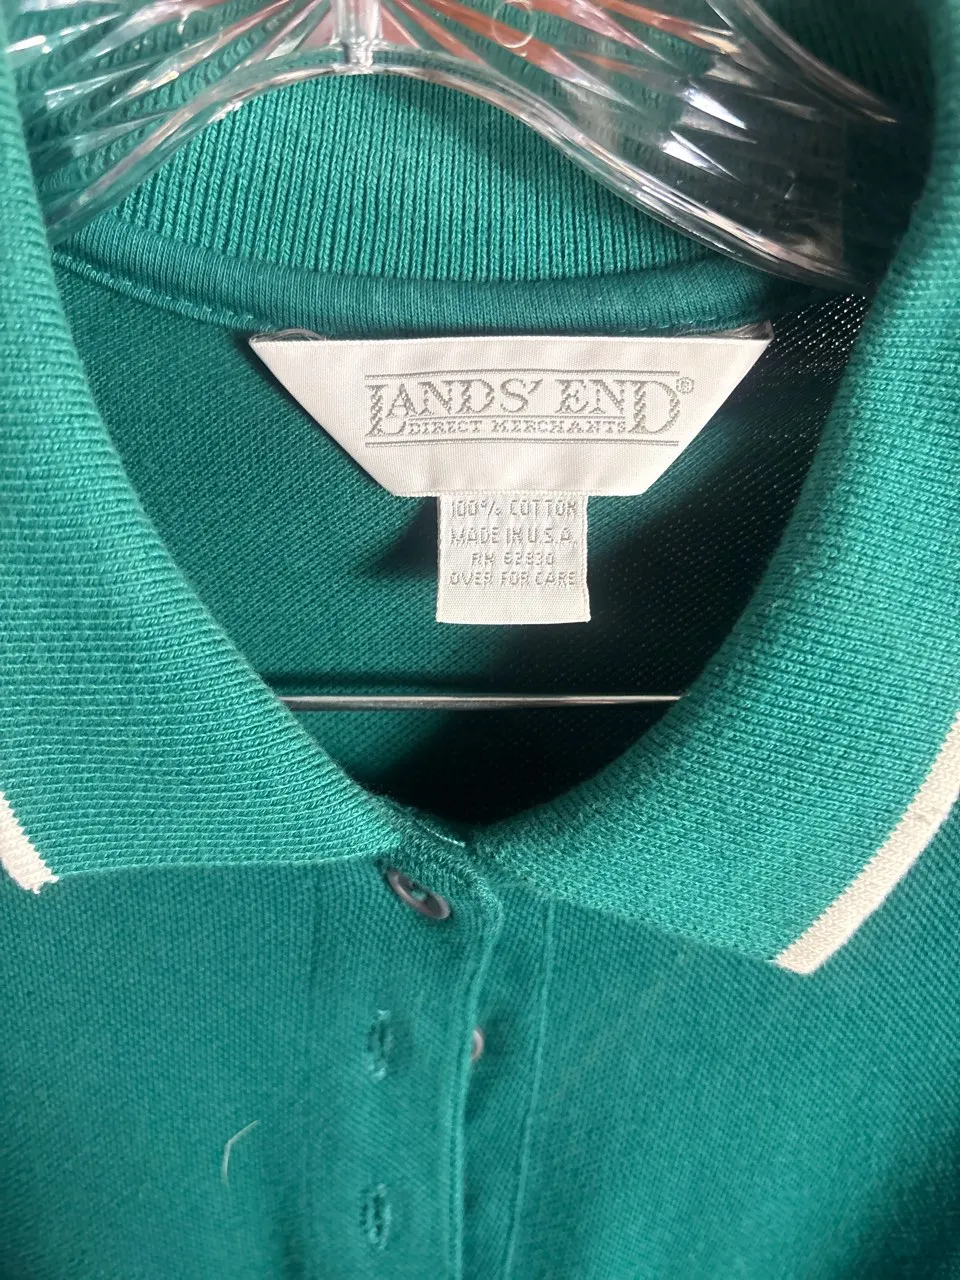 LANDS' END®
DIRECT MERCHANTS
100% COTTON
MADE IN U.S.A.
RN 62830
OVER FOR CARE